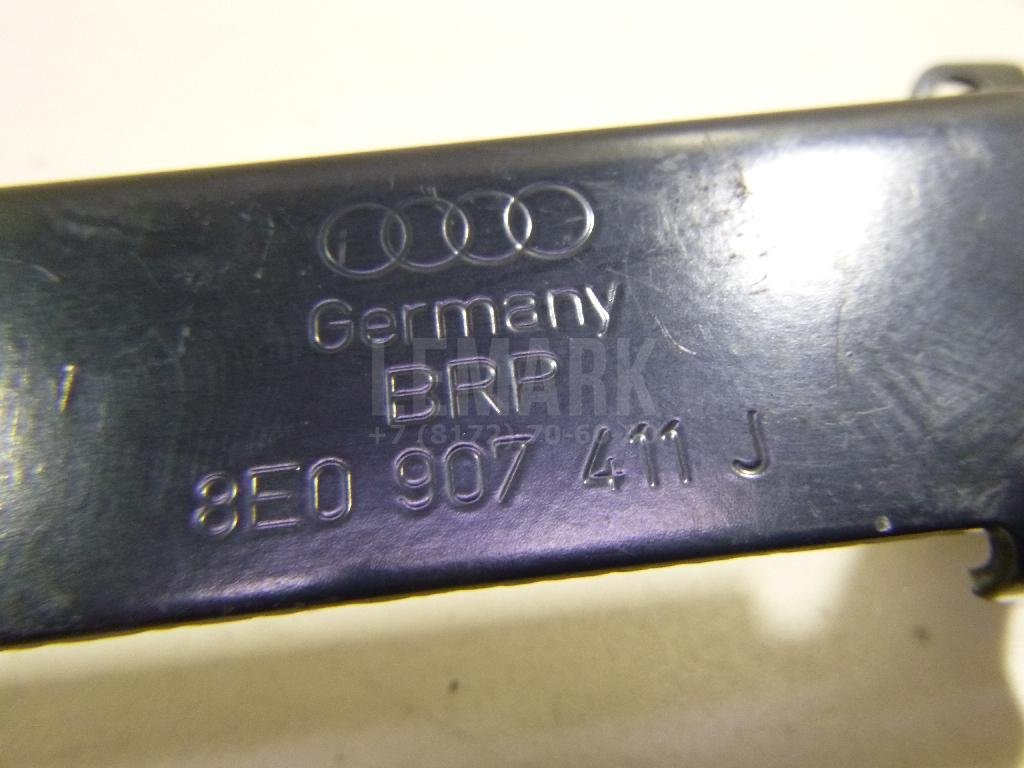 Germany
BRP
LEMARK
8E0 907 411 J